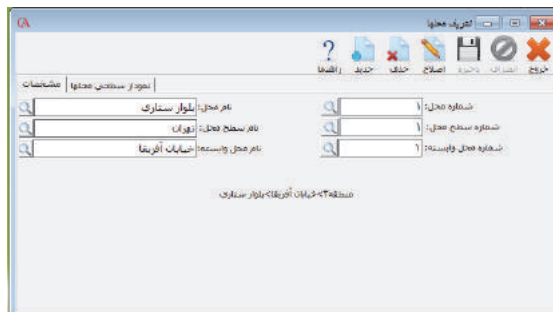 تعریف محلها
خروج انصراف ذخیره اصلاح حذف جدید راهنما
مشخصات نمودار سطحی محلها
شماره محل: ۱ نام محل: بلوار ستاری
شماره سطح محل: ۱ نام سطح محل: تهران
شماره محل وابسته: ۱ نام محل وابسته: خیابان آفریقا
منطقه۳>خیابان آفریقا>بلوار ستاری